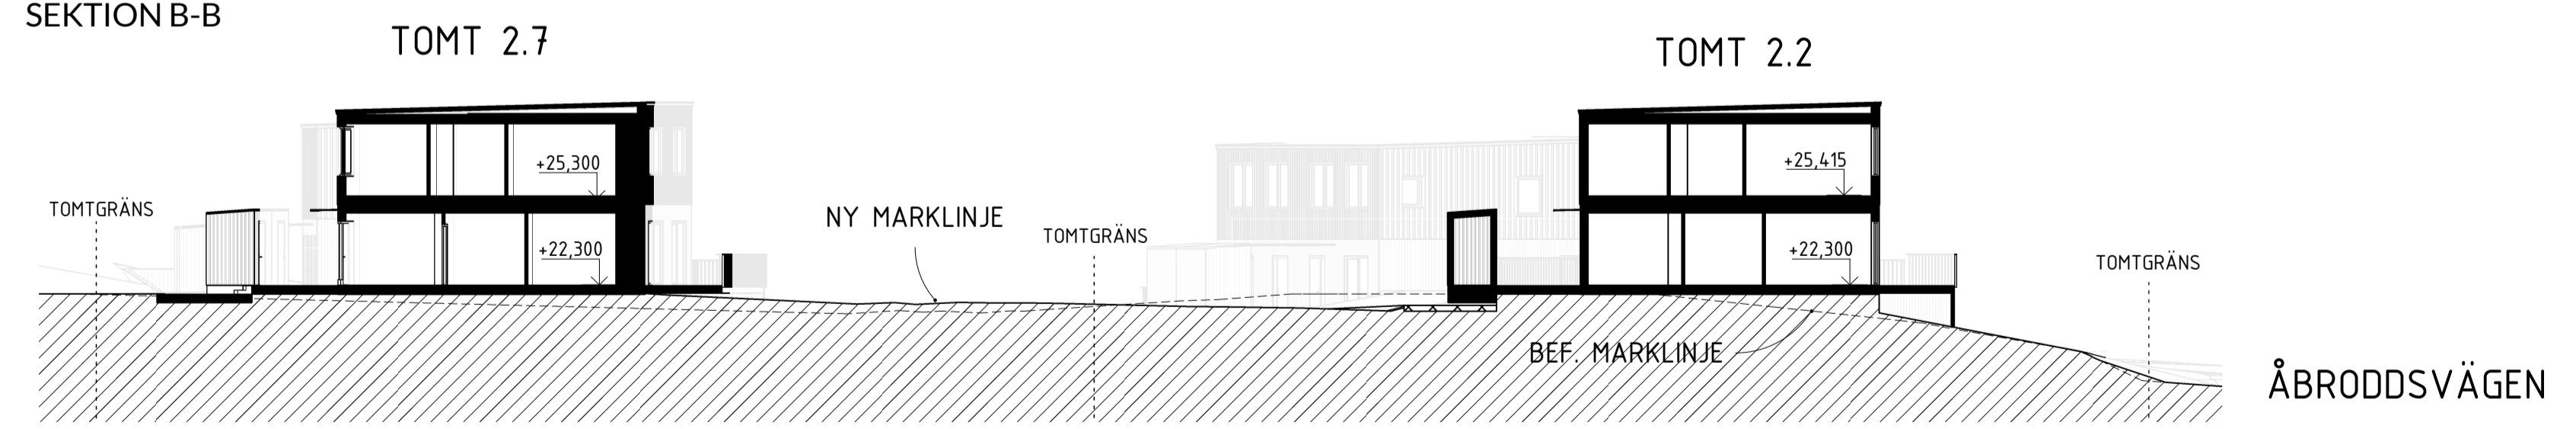 SEKTION B-B
TOMT 2.7
TOMT 2.2
+25,300
+25,415
TOMTGRÄNS
NY MARKLINJE
TOMTGRÄNS
+22,300
+22,300
TOMTGRÄNS
BEF. MARKLINJE
ÅBRODDSVÄGEN